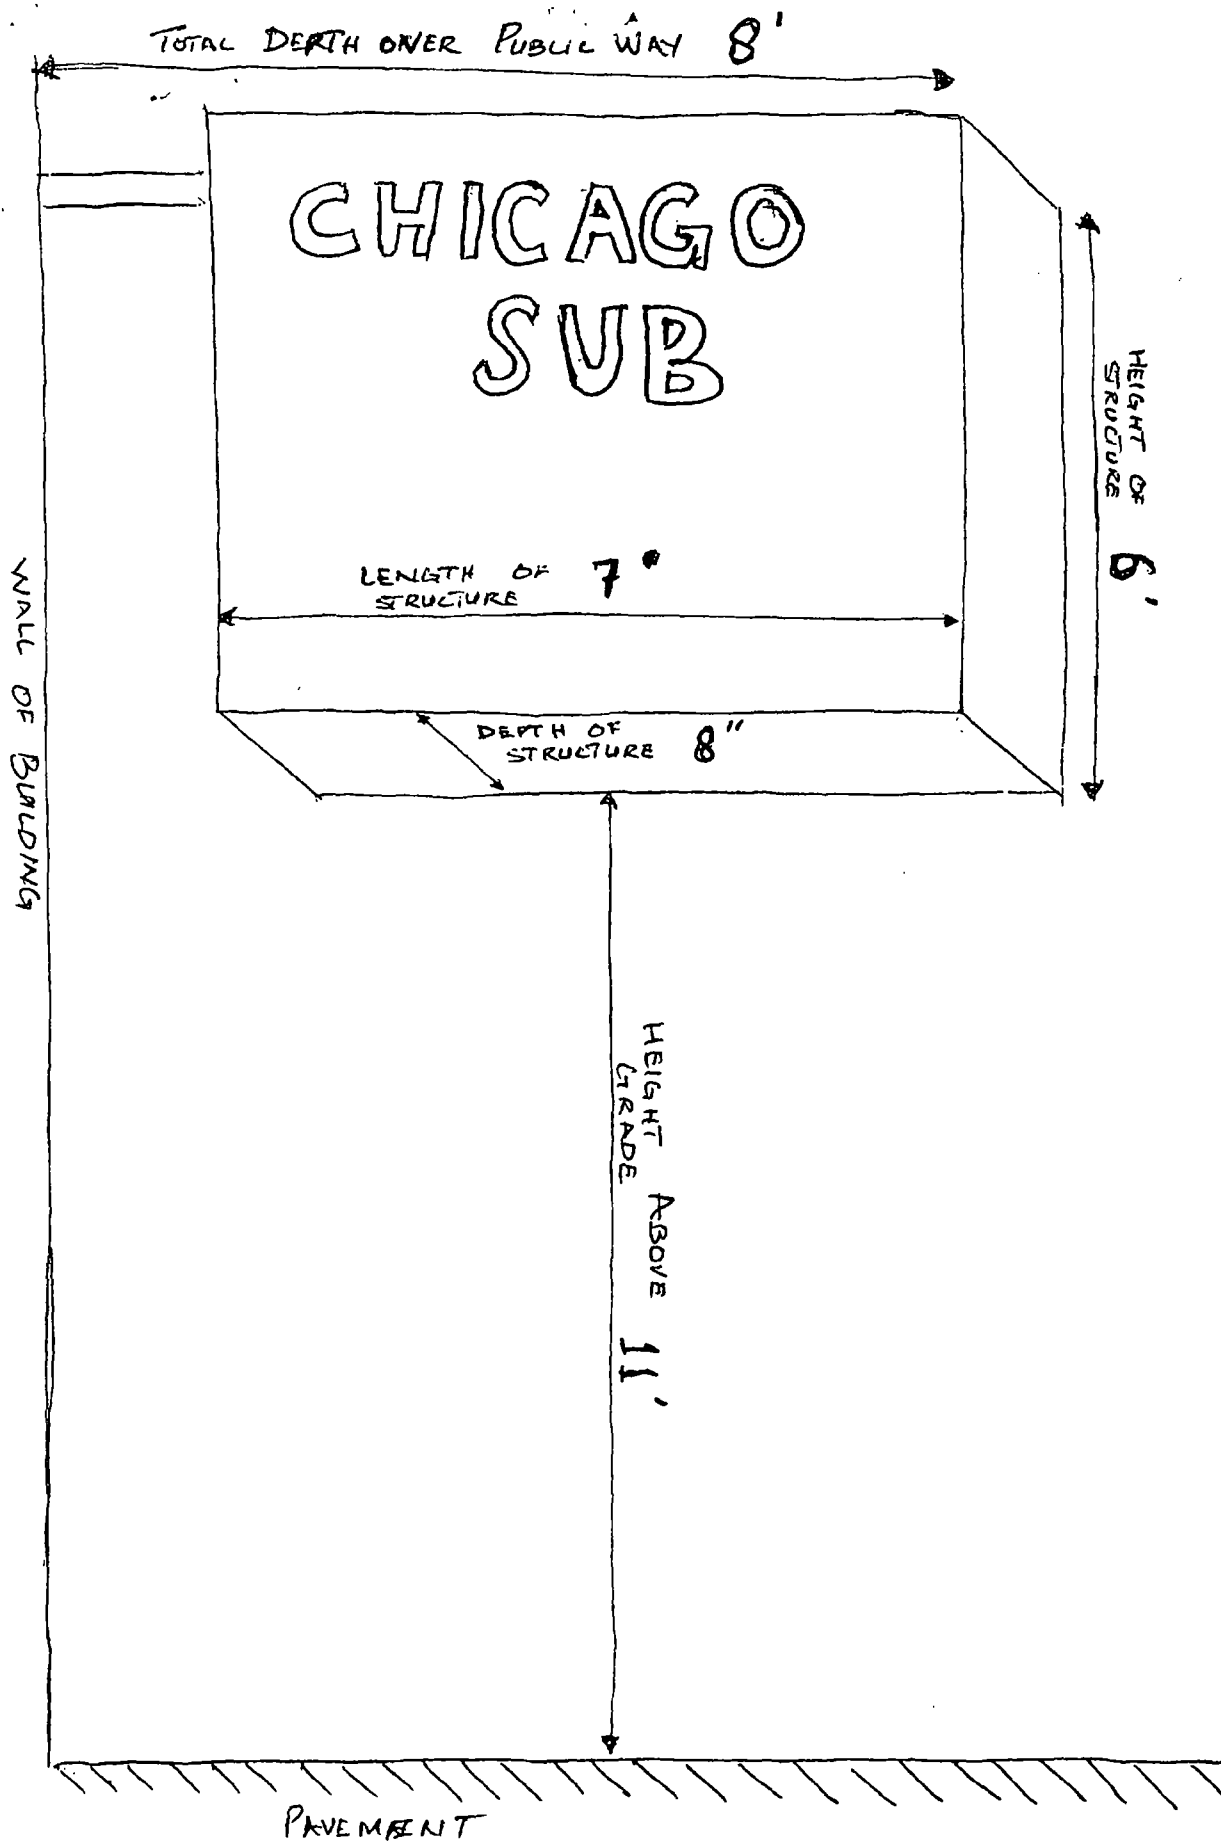 TOTAL DEPTH OVER PUBLIC WAY 8'
CHICAGO
SUB
HEIGHT OF
STRUCTURE 6'
LENGTH OF
STRUCTURE 7'
DEPTH OF
STRUCTURE 8"
WALL OF BUILDING
HEIGHT ABOVE
GRADE 11'
PAVEMENT